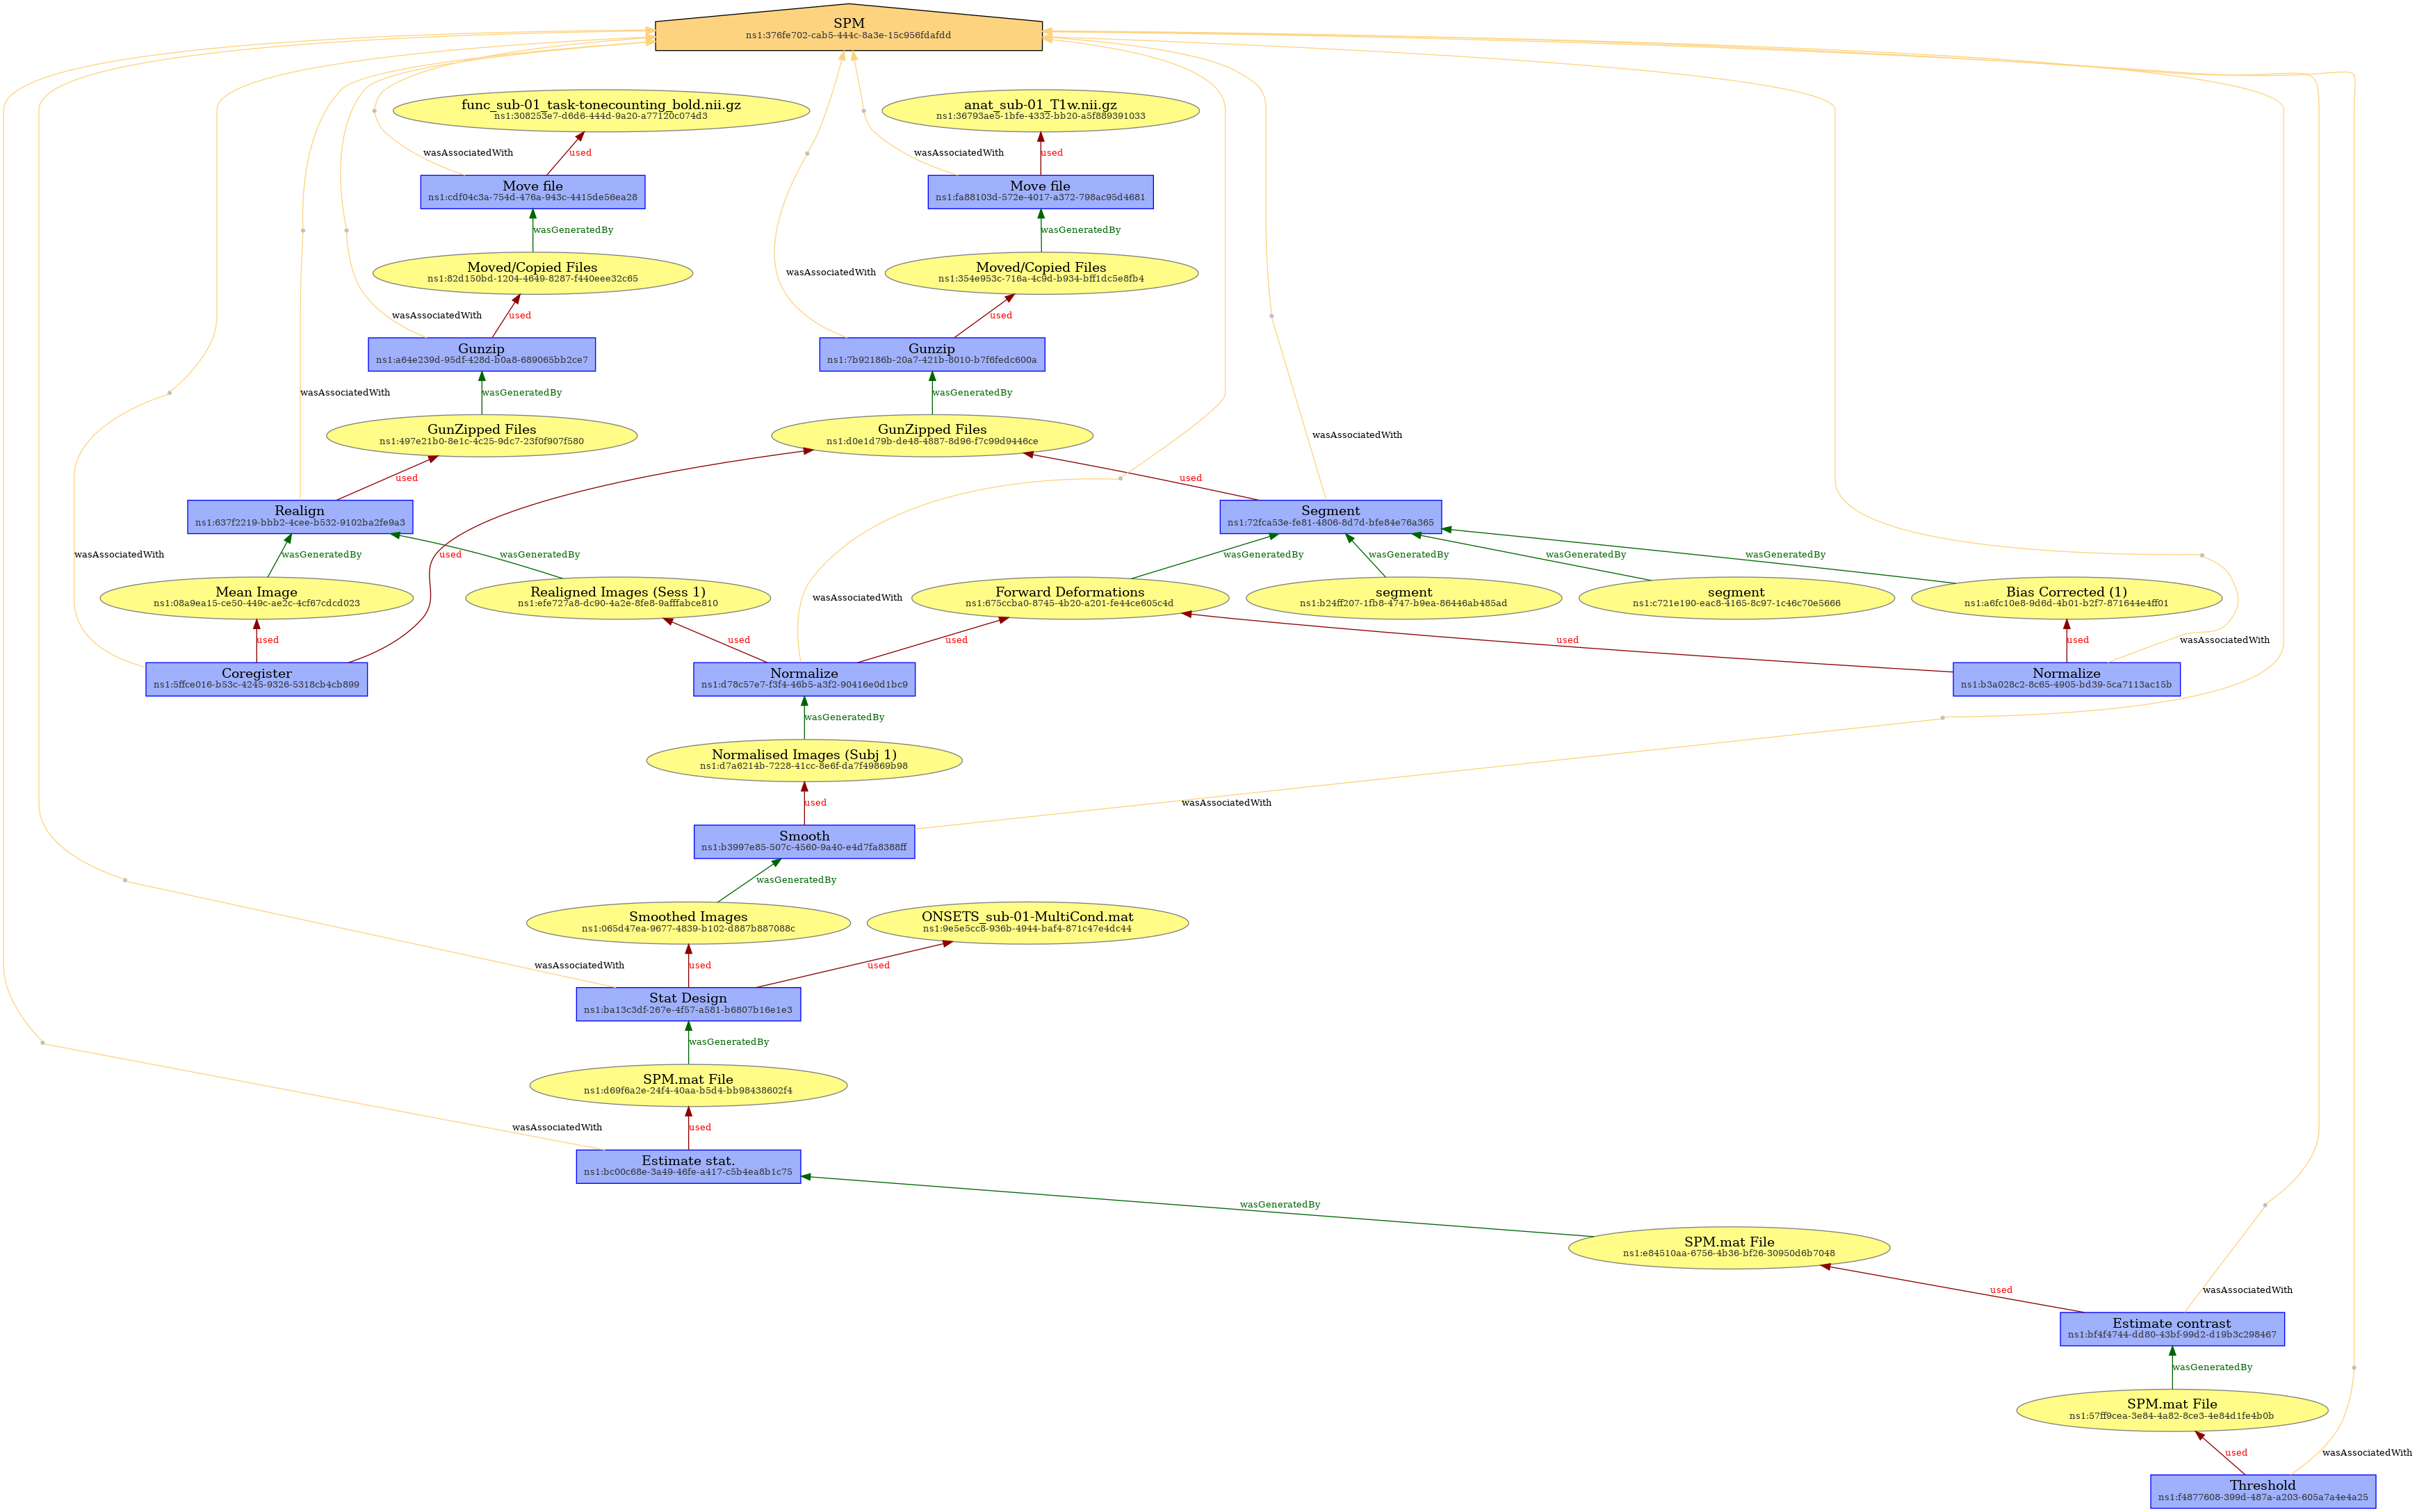 SPM
ns1:376fe702-cab5-444c-8a3e-15c956fdafdd
func_sub-01_task-tonecounting_bold.nii.gz
ns1:308253e7-d6d6-444d-9a20-a77120c074d3
anat_sub-01_T1w.nii.gz
ns1:36793ae5-1bfe-4332-bb20-a5f889391033
wasAssociatedWith
used
wasAssociatedWith
used
Move file
ns1:cdf04c3a-754d-476a-943c-4415de56ea28
Move file
ns1:fa88103d-572e-4017-a372-798ac95d4681
wasGeneratedBy
wasGeneratedBy
Moved/Copied Files
ns1:82d150bd-1204-4649-8287-f440eee32c65
wasAssociatedWith
Moved/Copied Files
ns1:354e953c-716a-4c9d-b934-bff1dc5e8fb4
wasAssociatedWith
used
used
Gunzip
ns1:a64e239d-95df-428d-b0a8-689065bb2ce7
Gunzip
ns1:7b92186b-20a7-421b-8010-b7f6fedc600a
wasAssociatedWith
wasGeneratedBy
wasGeneratedBy
GunZipped Files
ns1:497e21b0-8e1c-4c25-9dc7-23f0f907f580
GunZipped Files
ns1:d0e1d79b-de48-4887-8d96-f7c99d9446ce
wasAssociatedWith
used
used
Realign
ns1:637f2219-bbb2-4cee-b532-9102ba2fe9a3
Segment
ns1:72fca53e-fe81-4806-8d7d-bfe84e76a365
wasAssociatedWith
wasGeneratedBy
used
wasGeneratedBy
wasGeneratedBy
wasGeneratedBy
wasGeneratedBy
wasGeneratedBy
Mean Image
ns1:08a9ea15-ce50-449c-ae2c-4cf67cdcd023
Realigned Images (Sess 1)
ns1:efe727a8-dc90-4a2e-8fe8-9afffabce810
wasAssociatedWith
Forward Deformations
ns1:675ccba0-8745-4b20-a201-fe44ce605c4d
segment
ns1:b24ff207-1fb8-4747-b9ea-86446ab485ad
segment
ns1:c721e190-eac8-4165-8c97-1c46c70e5666
Bias Corrected (1)
ns1:a6fc10e8-9d6d-4b01-b2f7-871644e4ff01
used
used
used
used
used
wasAssociatedWith
Coregister
ns1:5ffce016-b53c-4245-9326-5318cb4cb899
Normalize
ns1:d78c57e7-f3f4-46b5-a3f2-90416e0d1bc9
Normalize
ns1:b3a028c2-8c65-4905-bd39-5ca7113ac15b
wasGeneratedBy
Normalised Images (Subj 1)
ns1:d7a6214b-7228-41cc-8e6f-da7f49869b98
used
wasAssociatedWith
Smooth
ns1:b3997e85-507c-4560-9a40-e4d7fa8388ff
wasGeneratedBy
Smoothed Images
ns1:065d47ea-9677-4839-b102-d887b887088c
ONSETS_sub-01-MultiCond.mat
ns1:9e5e5cc8-936b-4944-baf4-871c47e4dc44
wasAssociatedWith
used
used
Stat Design
ns1:ba13c3df-267e-4f57-a581-b6807b16e1e3
wasGeneratedBy
SPM.mat File
ns1:d69f6a2e-24f4-40aa-b5d4-bb98438602f4
wasAssociatedWith
used
Estimate stat.
ns1:bc00c68e-3a49-46fe-a417-c5b4ea8b1c75
wasGeneratedBy
SPM.mat File
ns1:e84510aa-6756-4b36-bf26-30950d6b7048
used
wasAssociatedWith
Estimate contrast
ns1:bf4f4744-dd80-43bf-99d2-d19b3c298467
wasGeneratedBy
SPM.mat File
ns1:57ff9cea-3e84-4a82-8ce3-4e84d1fe4b0b
used
wasAssociatedWith
Threshold
ns1:f4877608-399d-487a-a203-605a7a4e4a25